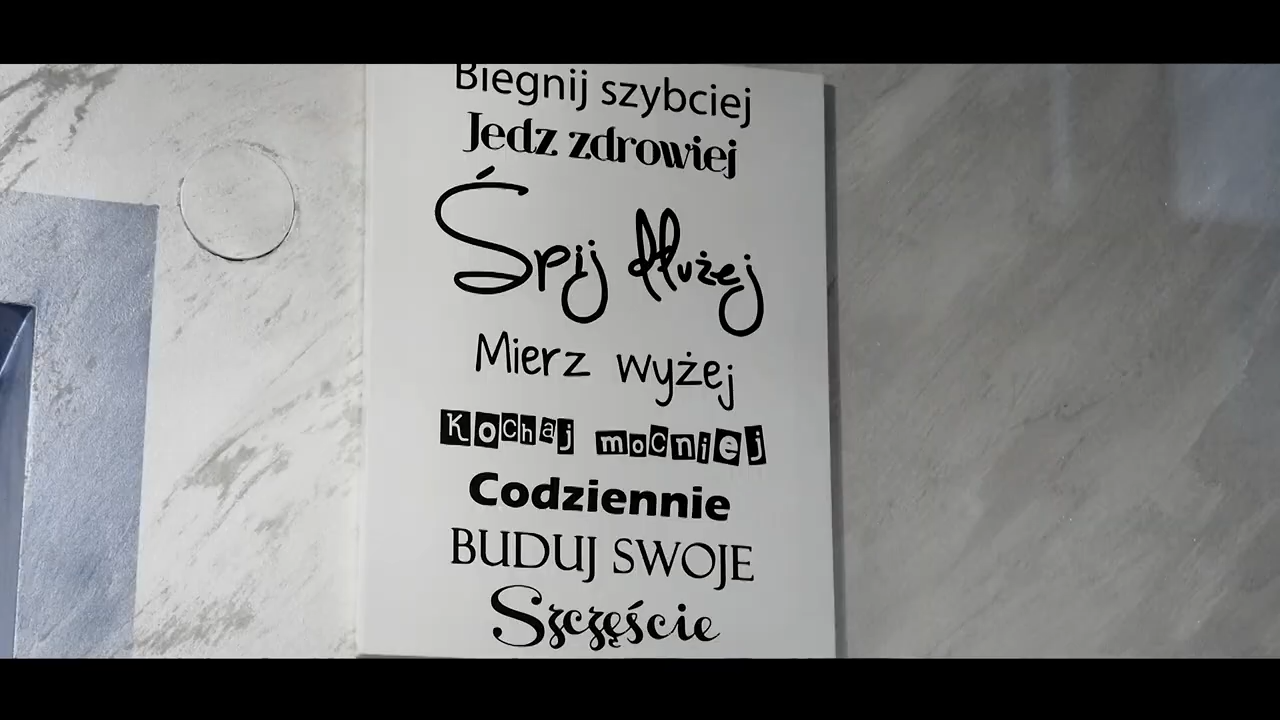 Biegnij szybciej
Jedz zdrowiej
Śpij dłużej
Mierz wyżej
Kochaj mocniej
Codziennie
BUDUJ SWOJE
Szczęście